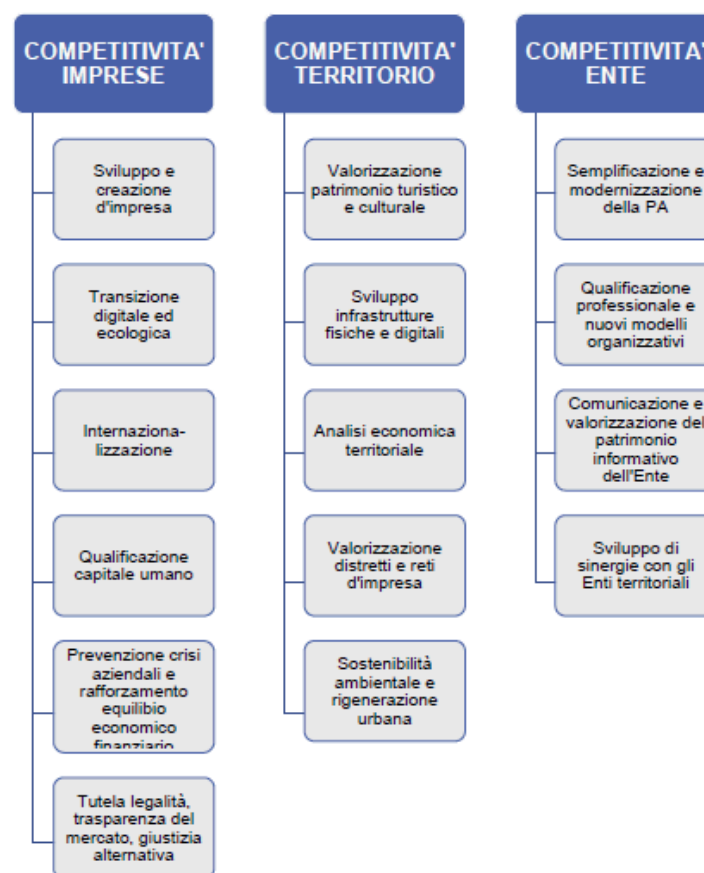 COMPETITIVITA'
IMPRESE
Sviluppo e
creazione
d'impresa
Transizione
digitale ed
ecologica
Internaziona-
lizzazione
Qualificazione
capitale umano
Prevenzione crisi
aziendali e
rafforzamento
equilibio
economico
finanziario
Tutela legalità,
trasparenza del
mercato, giustizia
alternativa
COMPETITIVITA'
TERRITORIO
Valorizzazione
patrimonio turistico
e culturale
Sviluppo
infrastrutture
fisiche e digitali
Analisi economica
territoriale
Valorizzazione
distretti e reti
d'impresa
Sostenibilità
ambientale e
rigenerazione
urbana
COMPETITIVITA'
ENTE
Semplificazione e
modernizzazione
della PA
Qualificazione
professionale e
nuovi modelli
organizzativi
Comunicazione e
valorizzazione del
patrimonio
informativo
dell'Ente
Sviluppo di
sinergie con gli
Enti territoriali